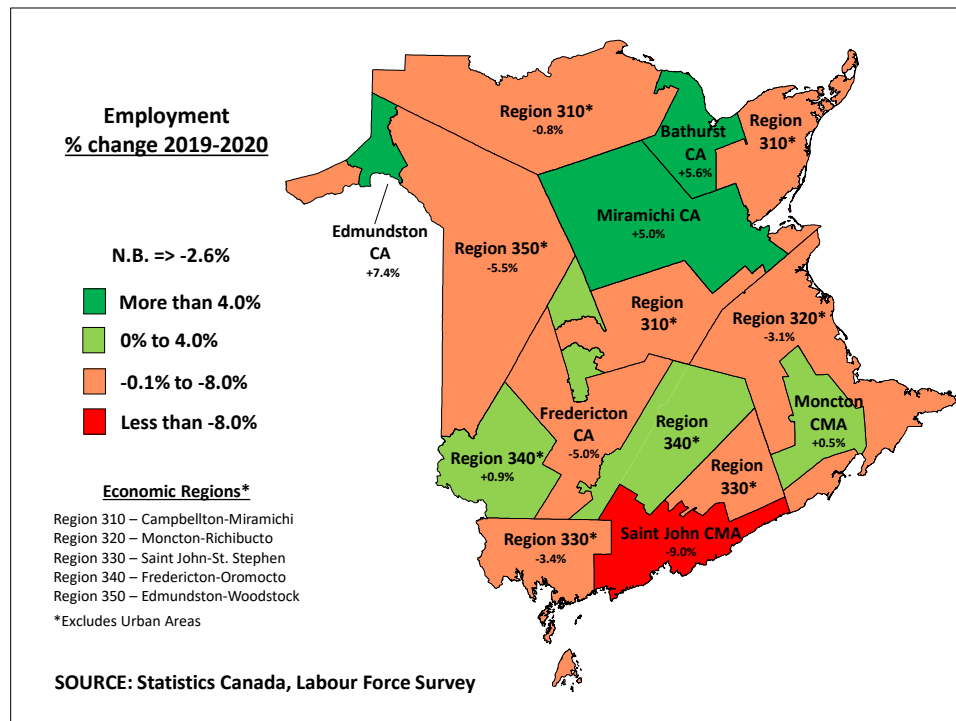 Employment
% change 2019-2020
N.B. => -2.6%
More than 4.0%
0% to 4.0%
-0.1% to -8.0%
Less than -8.0%
Economic Regions*
Region 310 – Campbellton-Miramichi
Region 320 – Moncton-Richibucto
Region 330 – Saint John-St. Stephen
Region 340 – Fredericton-Oromocto
Region 350 – Edmundston-Woodstock
*Excludes Urban Areas
SOURCE: Statistics Canada, Labour Force Survey
Region 310*
-0.8%
Bathurst
CA
+5.6%
Region
310*
Edmundston
CA
+7.4%
Miramichi CA
+5.0%
Region 350*
-5.5%
Region
310*
Region 320*
-3.1%
Fredericton
CA
-5.0%
Region
340*
Moncton
CMA
+0.5%
Region 340*
+0.9%
Region
330*
Region 330*
-3.4%
Saint John CMA
-9.0%